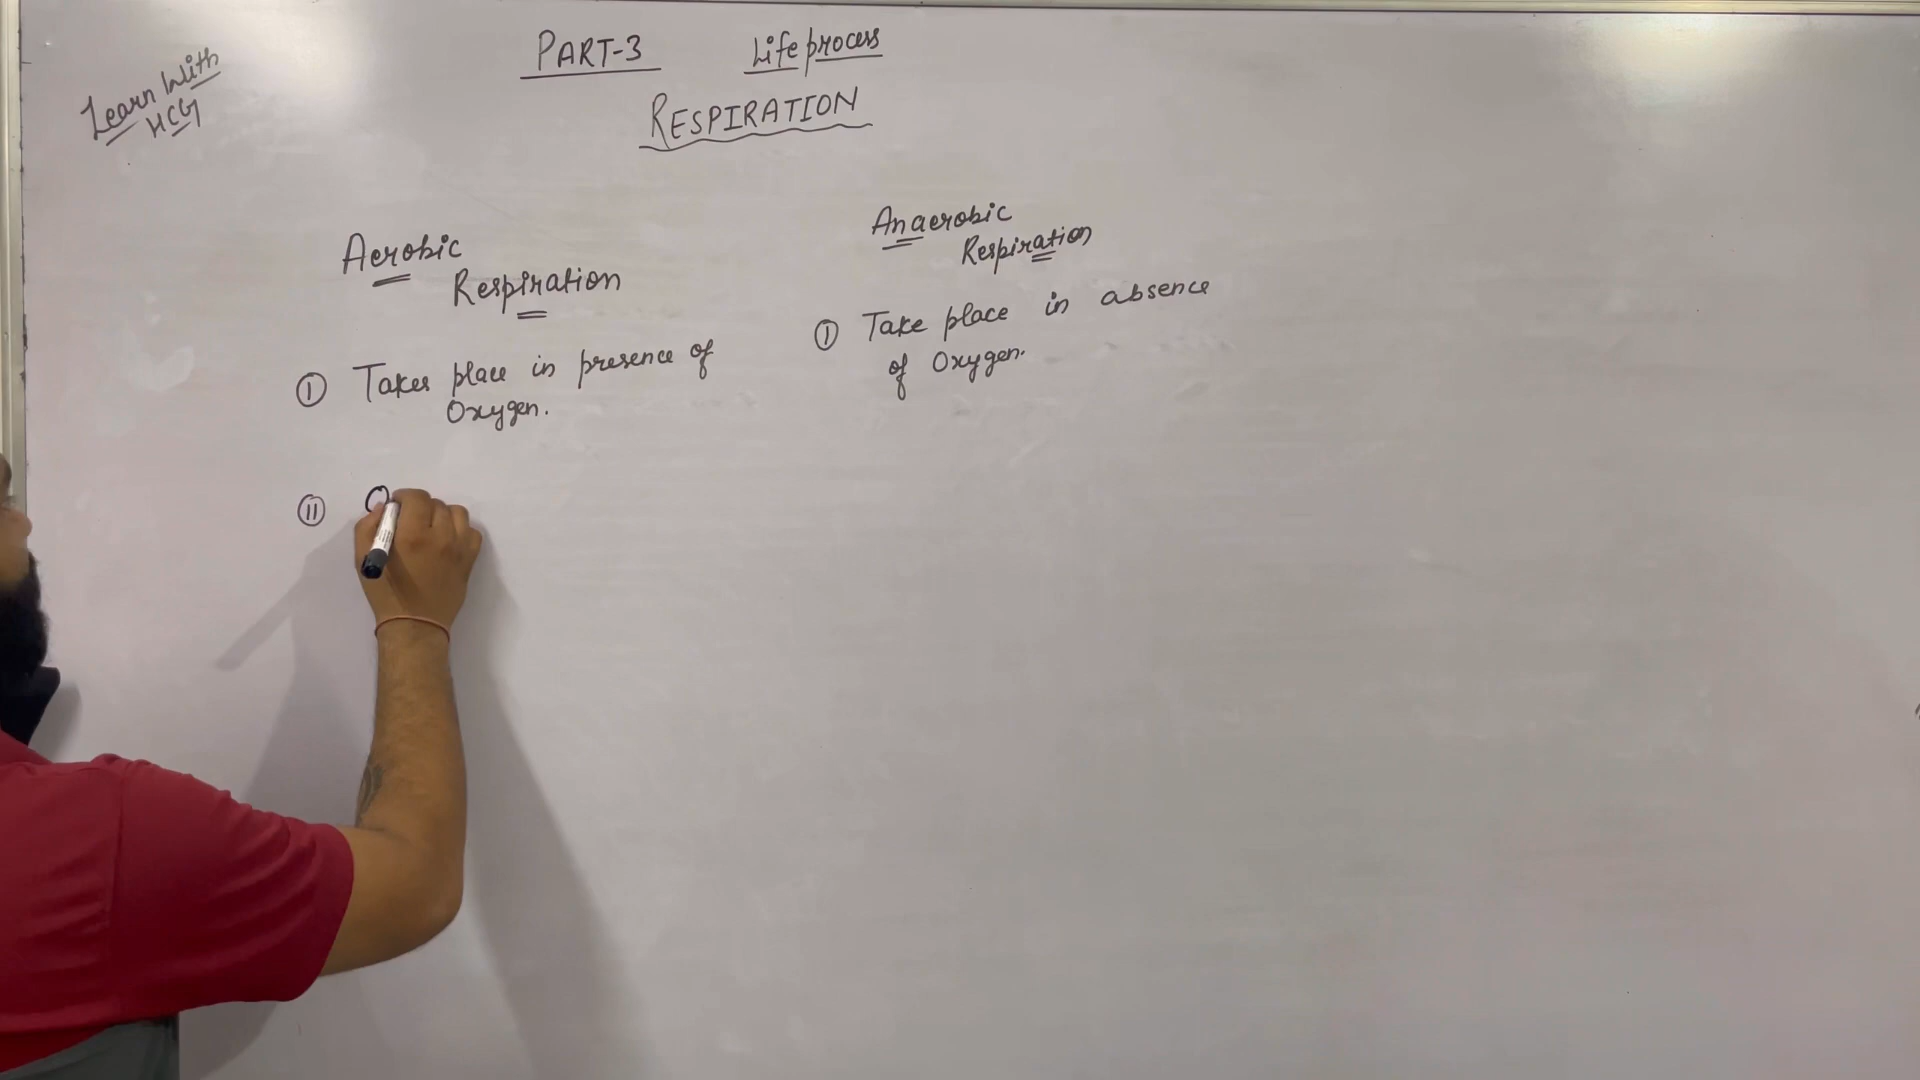 Learn With
HCG
PART-3 Life process
RESPIRATION
Aerobic
Respiration
① Takes place in presence of
Oxygen.
⑪
Anaerobic
Respiration
① Take place in absence
of Oxygen.